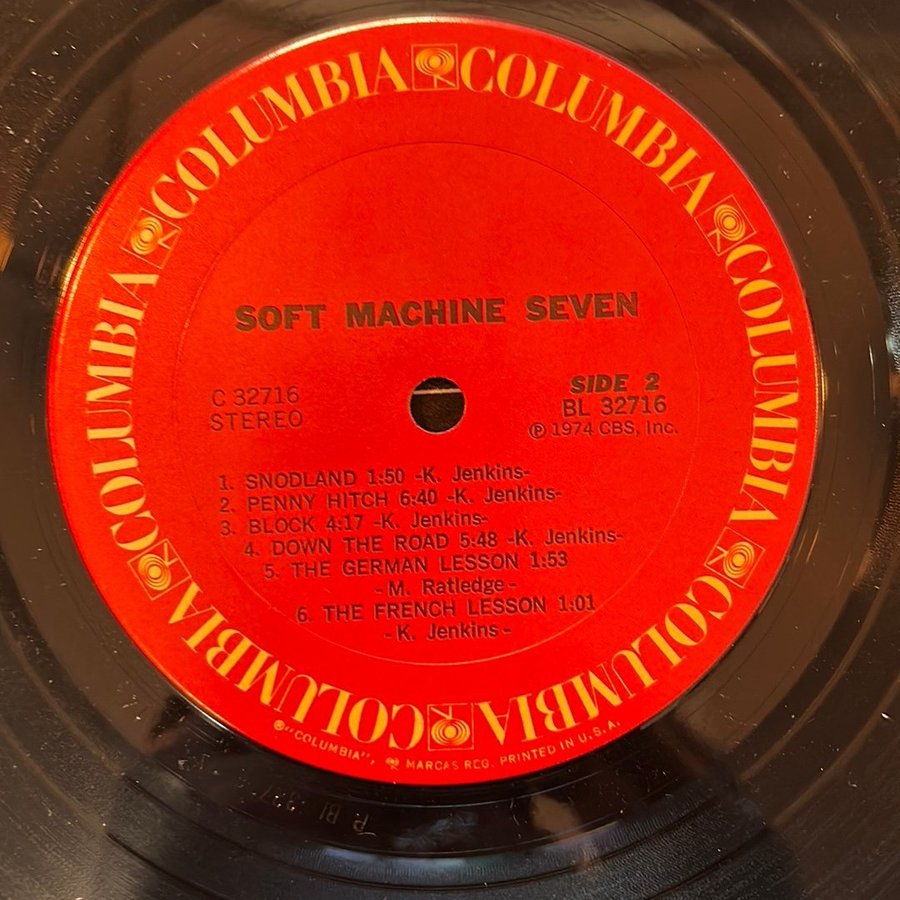 COLUMBIA COLUMBIA COLUMBIA COLUMBIA COLUMBIA COLUMBIA
SOFT MACHINE SEVEN
C 32716
STEREO
SIDE 2
BL 32716
Ⓟ 1974 CBS, Inc.
1. SNODLAND 1:50 -K. Jenkins-
2. PENNY HITCH 6:40 -K. Jenkins-
3. BLOCK 4:17 -K. Jenkins-
4. DOWN THE ROAD 5:48 -K. Jenkins-
5. THE GERMAN LESSON 1:53
- M. Ratledge -
6. THE FRENCH LESSON 1:01
- K. Jenkins -
®"COLUMBIA", MARCAS REG. PRINTED IN U.S.A.